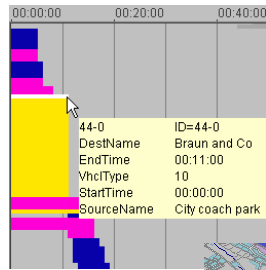 00:00:00 00:20:00 00:40:00
44-0 ID=44-0
DestName Braun and Co
EndTime 00:11:00
VhclType 10
StartTime 00:00:00
SourceName City coach park